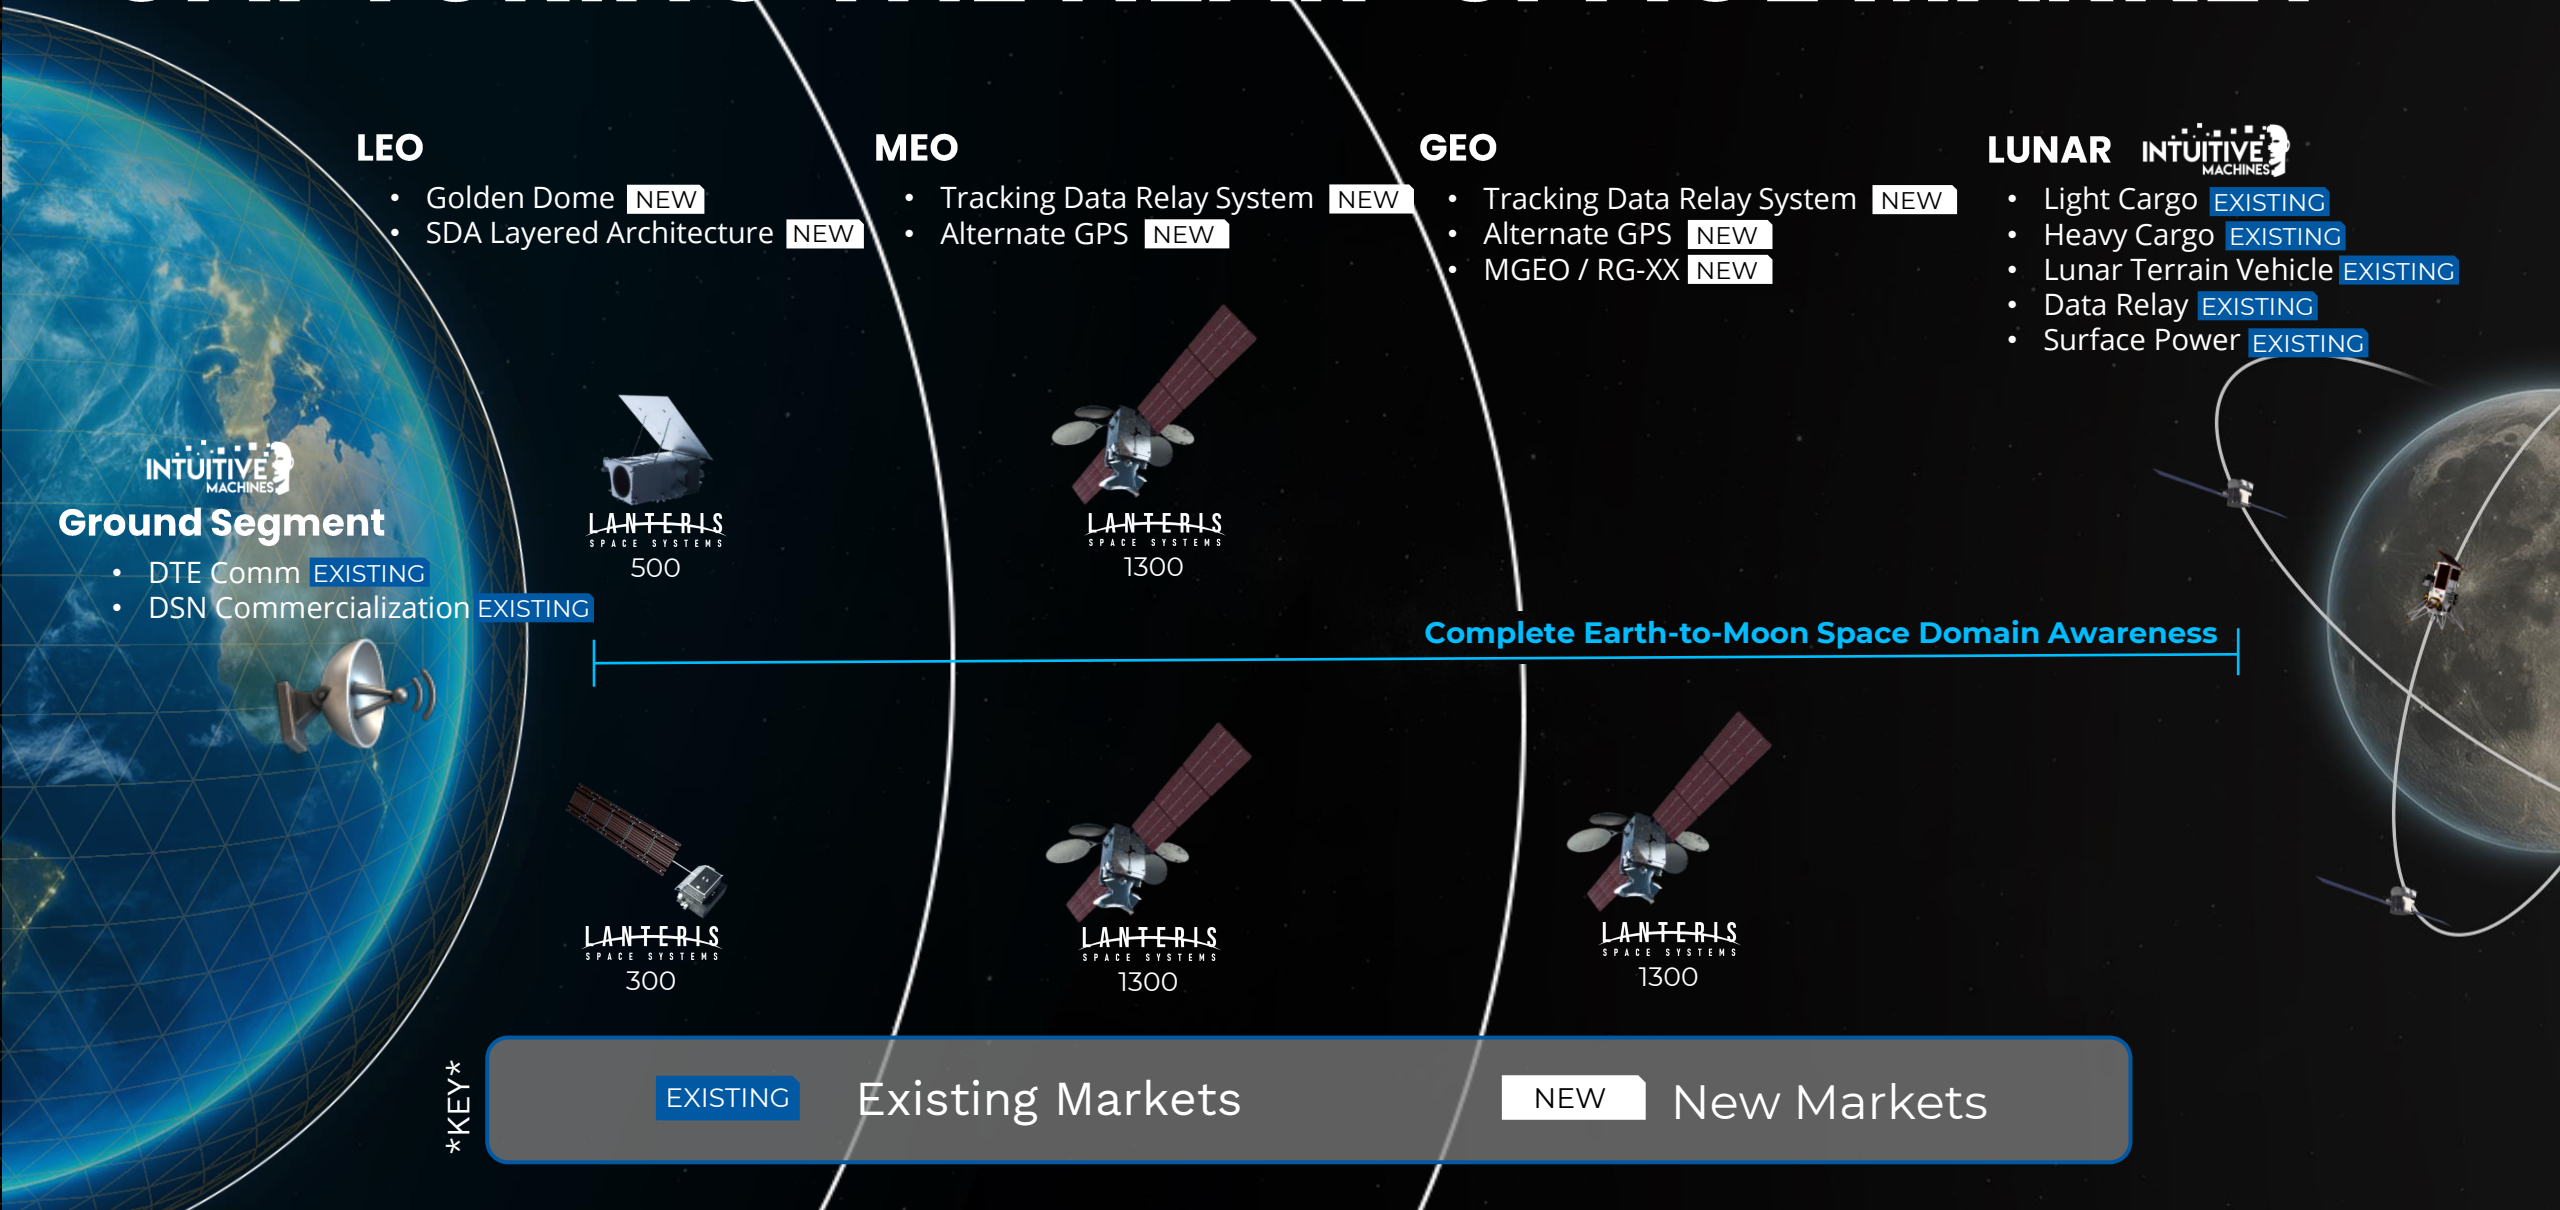 LEO
• Golden Dome NEW
• SDA Layered Architecture NEW
MEO
• Tracking Data Relay System NEW
• Alternate GPS NEW
GEO
• Tracking Data Relay System NEW
• Alternate GPS NEW
• MGEO / RG-XX NEW
LUNAR INTUITIVE MACHINES
• Light Cargo EXISTING
• Heavy Cargo EXISTING
• Lunar Terrain Vehicle EXISTING
• Data Relay EXISTING
• Surface Power EXISTING
INTUITIVE
MACHINES
Ground Segment
• DTE Comm EXISTING
• DSN Commercialization EXISTING
LANTERIS
SPACE SYSTEMS
500
LANTERIS
SPACE SYSTEMS
1300
Complete Earth-to-Moon Space Domain Awareness
LANTERIS
SPACE SYSTEMS
300
LANTERIS
SPACE SYSTEMS
1300
LANTERIS
SPACE SYSTEMS
1300
*KEY*
EXISTING Existing Markets
NEW New Markets